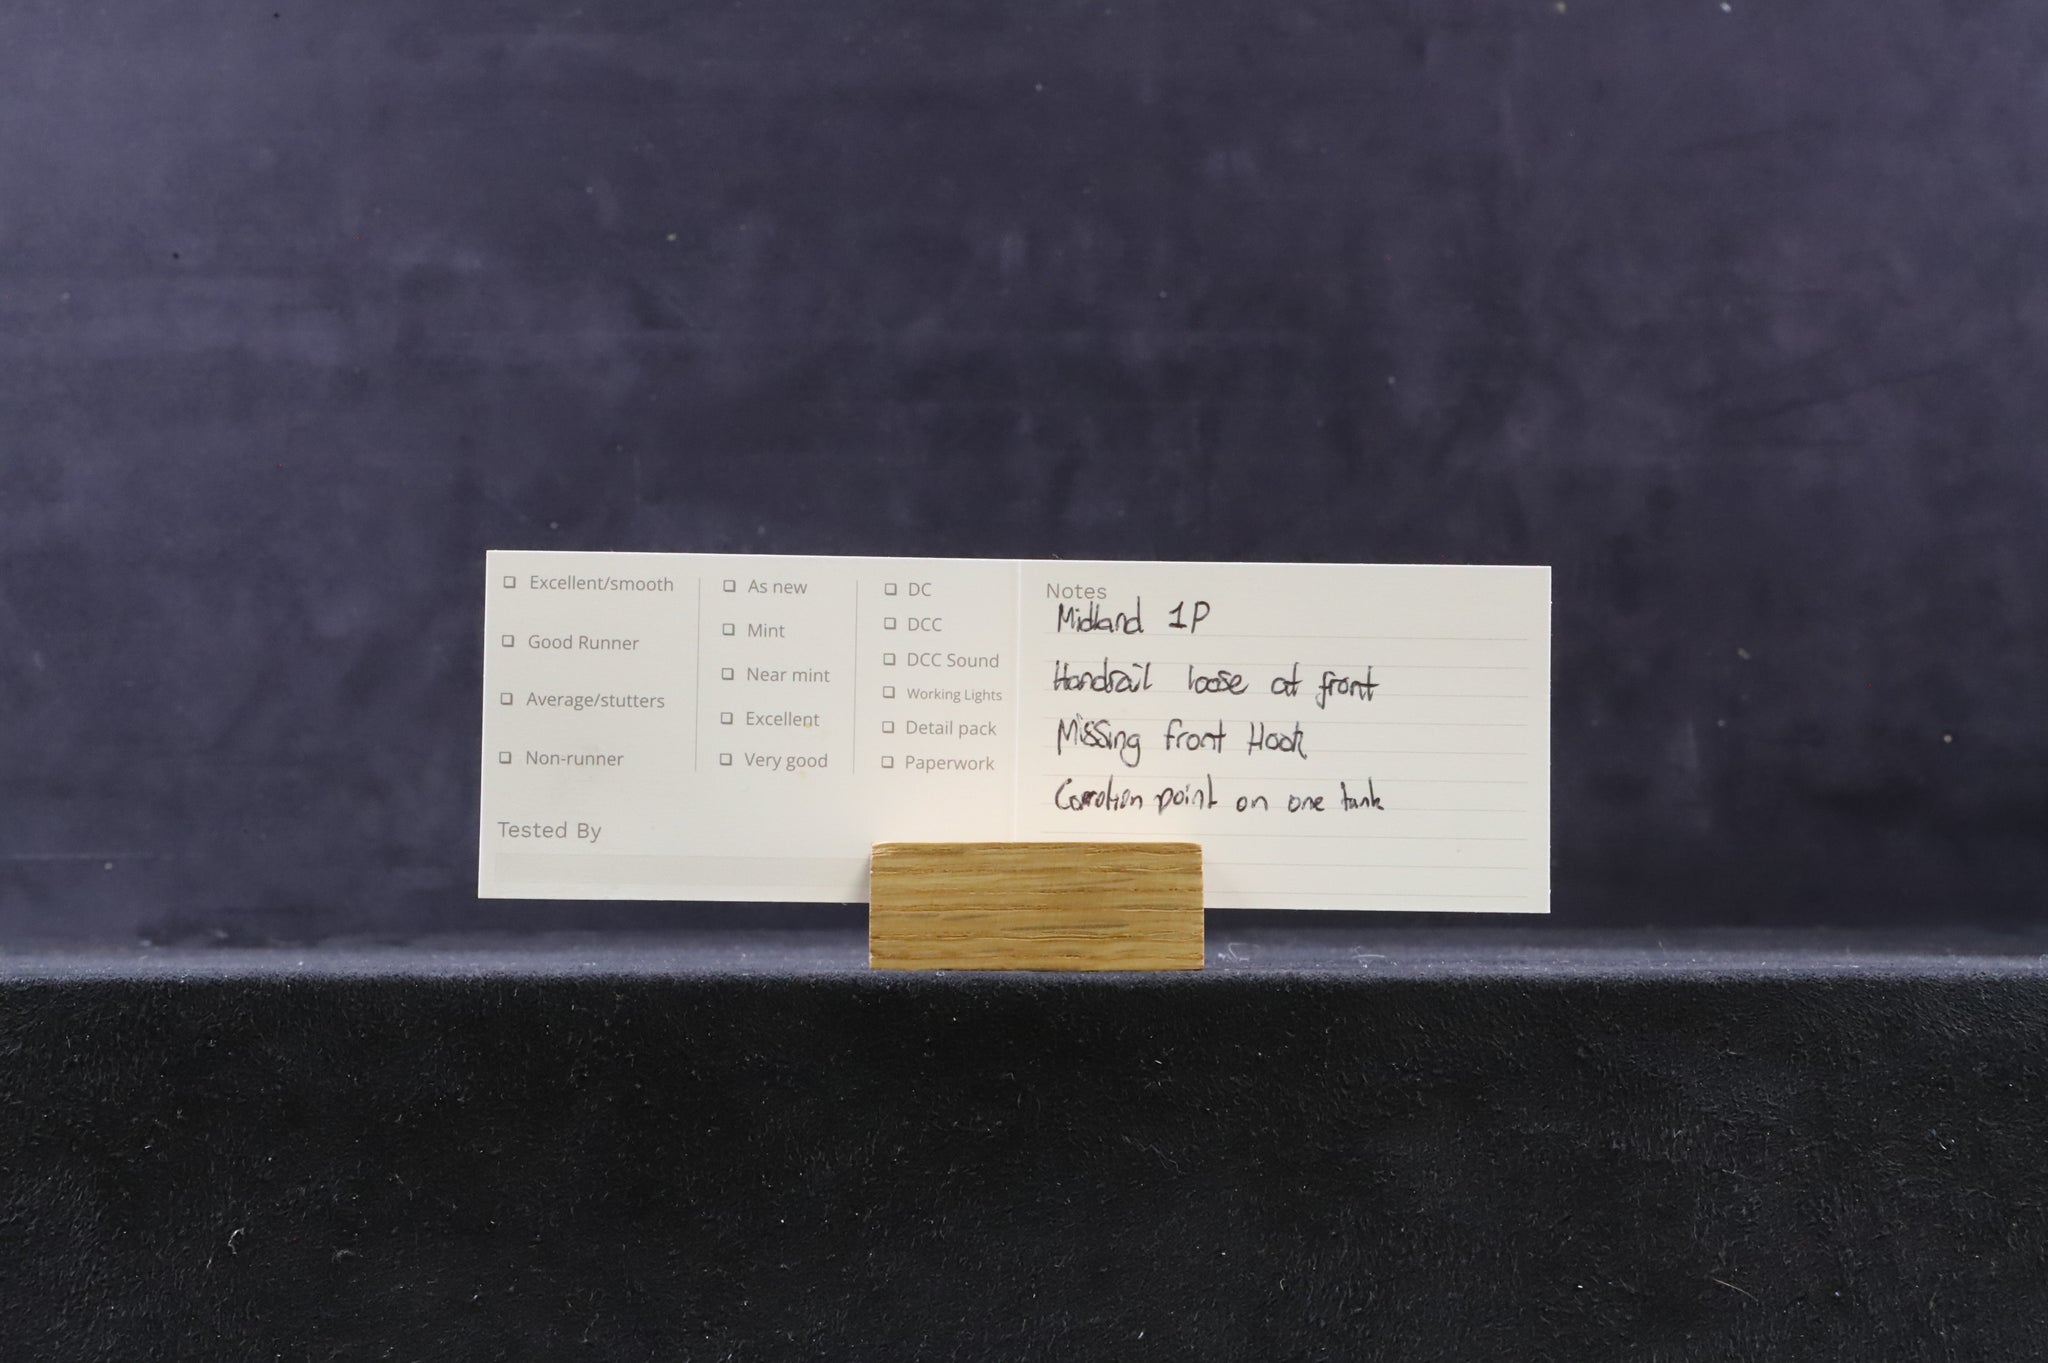 Excellent/smooth
Good Runner
Average/stutters
Non-runner
Tested By
As new
Mint
Near mint
Excellent
Very good
DC
DCC
DCC Sound
Working Lights
Detail pack
Paperwork
Notes
Midland 1P
Handrail loose at front
Missing front Hook
point on one tank